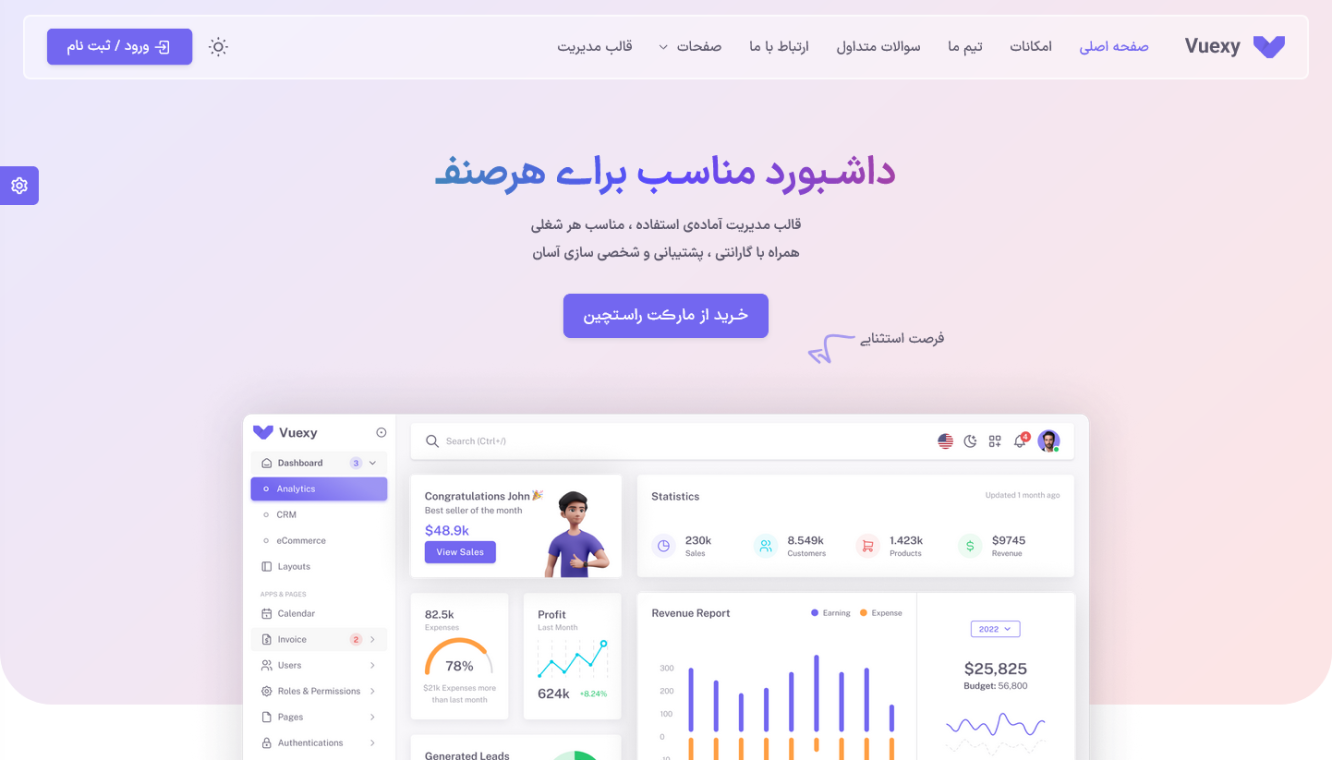 Vuexy
صفحه اصلی
امکانات
تیم ما
سوالات متداول
ارتباط با ما
صفحات
قالب مدیریت
ورود / ثبت نام
داشبورد مناسب برای هرصنف
قالب مدیریت آماده‌ی استفاده ، مناسب هر شغلی
همراه با گارانتی ، پشتیبانی و شخصی سازی آسان
خرید از مارکت راستچین
فرصت استثنایی
Vuexy
Dashboard 3
Analytics
CRM
eCommerce
Layouts
APPS & PAGES
Calendar
Invoice 2
Users
Roles & Permissions
Pages
Authentications
Search (Ctrl+/)
4
Congratulations John
Best seller of the month
$48.9k
View Sales
Statistics
Updated 1 month ago
230k
Sales
8.549k
Customers
1.423k
Products
$9745
Revenue
82.5k
Expenses
78%
$21k Expenses more
than last month
Profit
Last Month
624k
+8.24%
Revenue Report
Earning
Expense
300
200
100
0
2022
$25,825
Budget: 56,800
Generated Leads